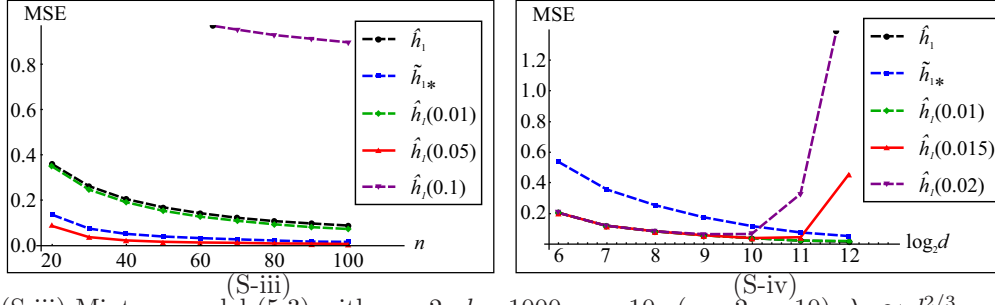 MSE
0.8
0.6
0.4
0.2
0.0
20 40 60 80 100
n
ĥ₁
h̃₁*
ĥ₁(0.01)
ĥ₁(0.05)
ĥ₁(0.1)
(S-iii)
MSE
1.2
1.0
0.8
0.6
0.4
0.2
6 7 8 9 10 11 12
log₂d
ĥ₁
h̃₁*
ĥ₁(0.01)
ĥ₁(0.015)
ĥ₁(0.02)
(S-iv)